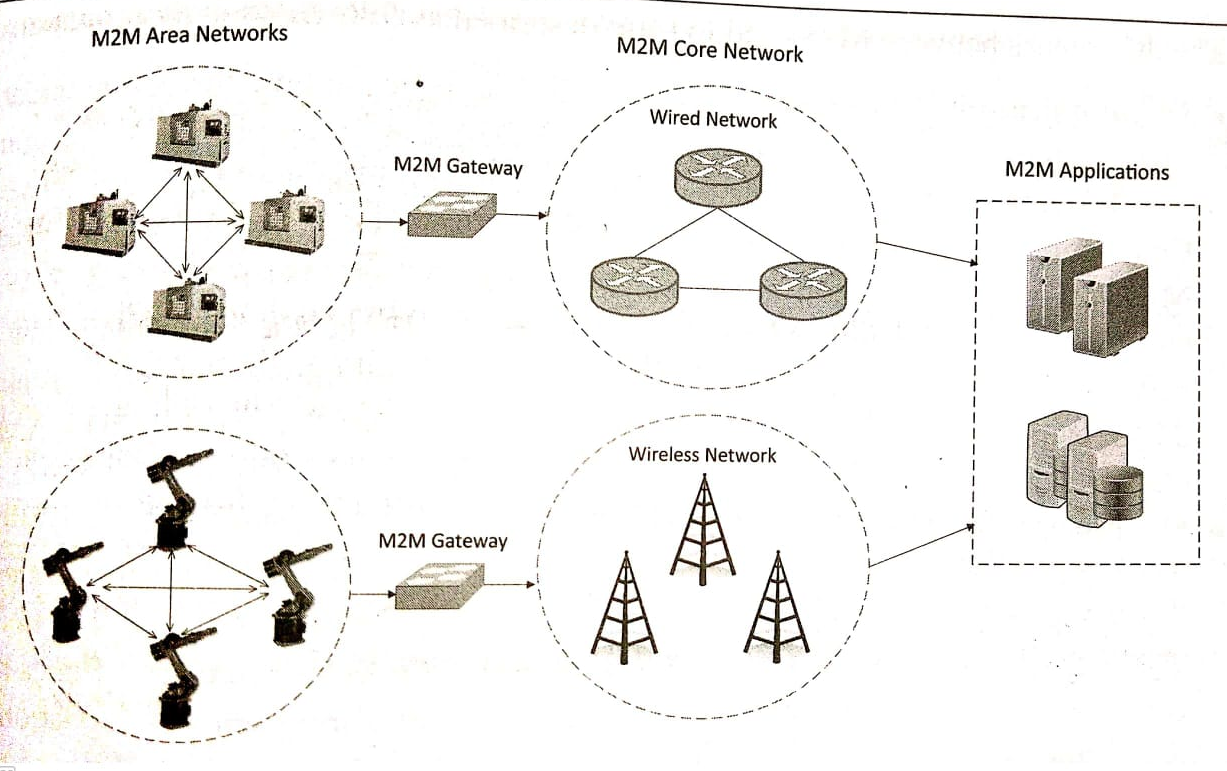 M2M Area Networks
M2M Core Network
Wired Network
M2M Gateway
M2M Applications
Wireless Network
M2M Gateway